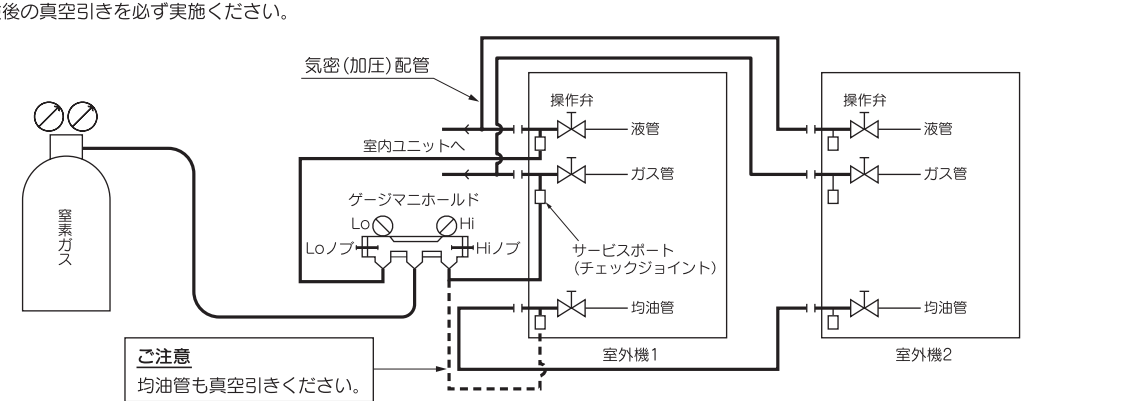 後の真空引きを必ず実施ください。
気密(加圧)配管
操作弁
操作弁
液管
液管
室内ユニットへ
ガス管
ガス管
ゲージマニホールド
Lo
Hi
Loノブ
Hiノブ
窒素ガス
サービスポート
(チェックジョイント)
均油管
均油管
室外機1
室外機2
ご注意
均油管も真空引きください。